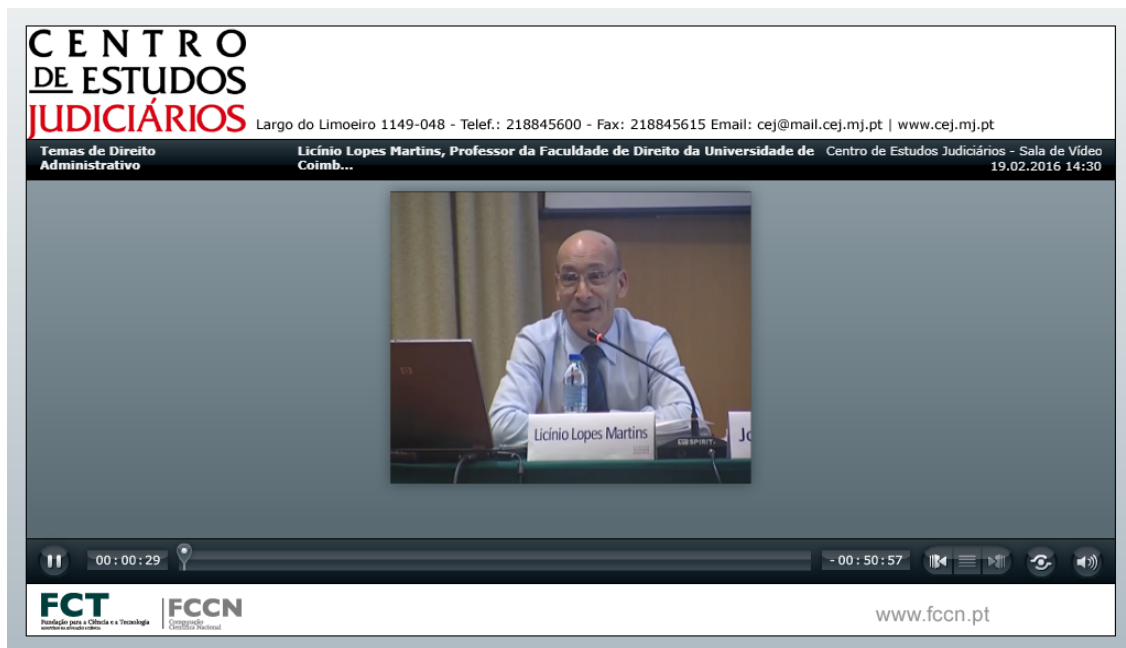 CENTRO
DE ESTUDOS
JUDICIÁRIOS
Largo do Limoeiro 1149-048 - Telef.: 218845600 - Fax: 218845615 Email: cej@mail.cej.mj.pt | www.cej.mj.pt
Temas de Direito
Administrativo
Licínio Lopes Martins, Professor da Faculdade de Direito da Universidade de
Coimb...
Centro de Estudos Judiciários - Sala de Vídeo
19.02.2016 14:30
hp
Licínio Lopes Martins
SPIRIT
Jo
00:00:29
- 00:50:57
FCT
Fundação para a Ciência e a Tecnologia
FCCN
Computação
Científica Nacional
www.fccn.pt